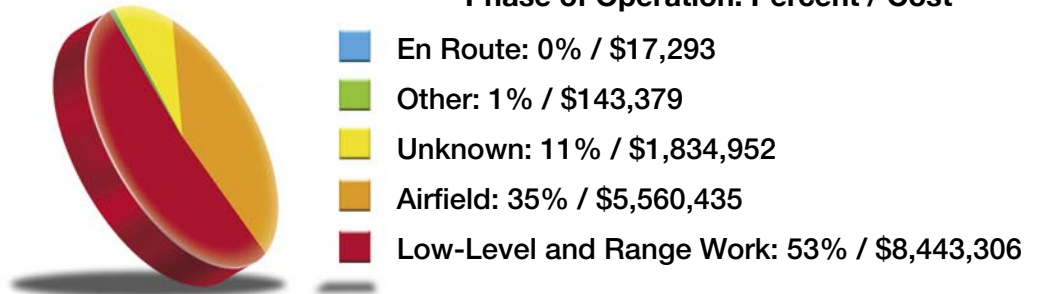 Phase of Operation: Percent / Cost
En Route: 0% / $17,293
Other: 1% / $143,379
Unknown: 11% / $1,834,952
Airfield: 35% / $5,560,435
Low-Level and Range Work: 53% / $8,443,306